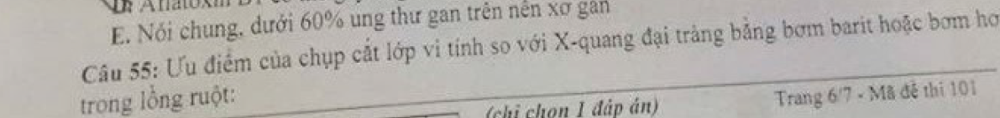 E. Nói chung, dưới 60% ung thư gan trên nền xơ gan
Câu 55: Ưu điểm của chụp cắt lớp vi tính so với X-quang đại tràng bằng bơm barit hoặc bơm hơ
trong lồng ruột:
(chỉ chọn 1 đáp án)
Trang 6/7 - Mã đề thi 101